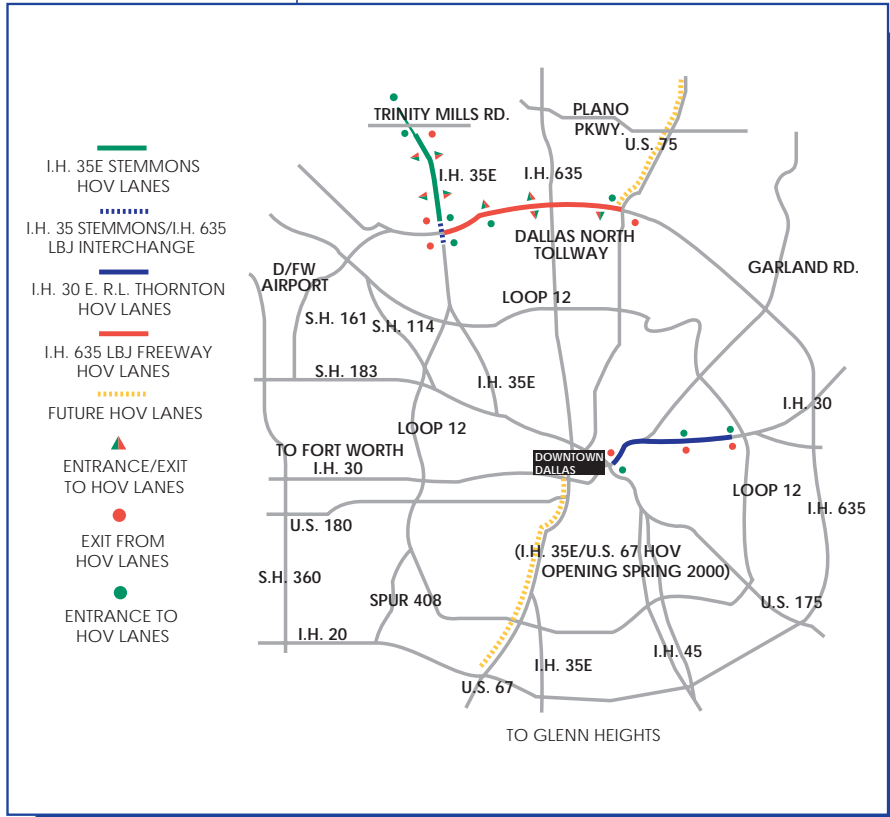 I.H. 35E STEMMONS
HOV LANES
I.H. 35 STEMMONS/I.H. 635
LBJ INTERCHANGE
I.H. 30 E. R.L. THORNTON
HOV LANES
I.H. 635 LBJ FREEWAY
HOV LANES
FUTURE HOV LANES
ENTRANCE/EXIT
TO HOV LANES
EXIT FROM
HOV LANES
ENTRANCE TO
HOV LANES
TRINITY MILLS RD.
PLANO
PKWY.
U.S. 75
I.H. 35E
I.H. 635
DALLAS NORTH
TOLLWAY
GARLAND RD.
D/FW
AIRPORT
LOOP 12
S.H. 161
S.H. 114
S.H. 183
I.H. 35E
I.H. 30
LOOP 12
TO FORT WORTH
I.H. 30
DOWNTOWN
DALLAS
LOOP 12
I.H. 635
U.S. 180
(I.H. 35E/U.S. 67 HOV
OPENING SPRING 2000)
S.H. 360
SPUR 408
U.S. 175
I.H. 20
I.H. 35E
I.H. 45
U.S. 67
TO GLENN HEIGHTS